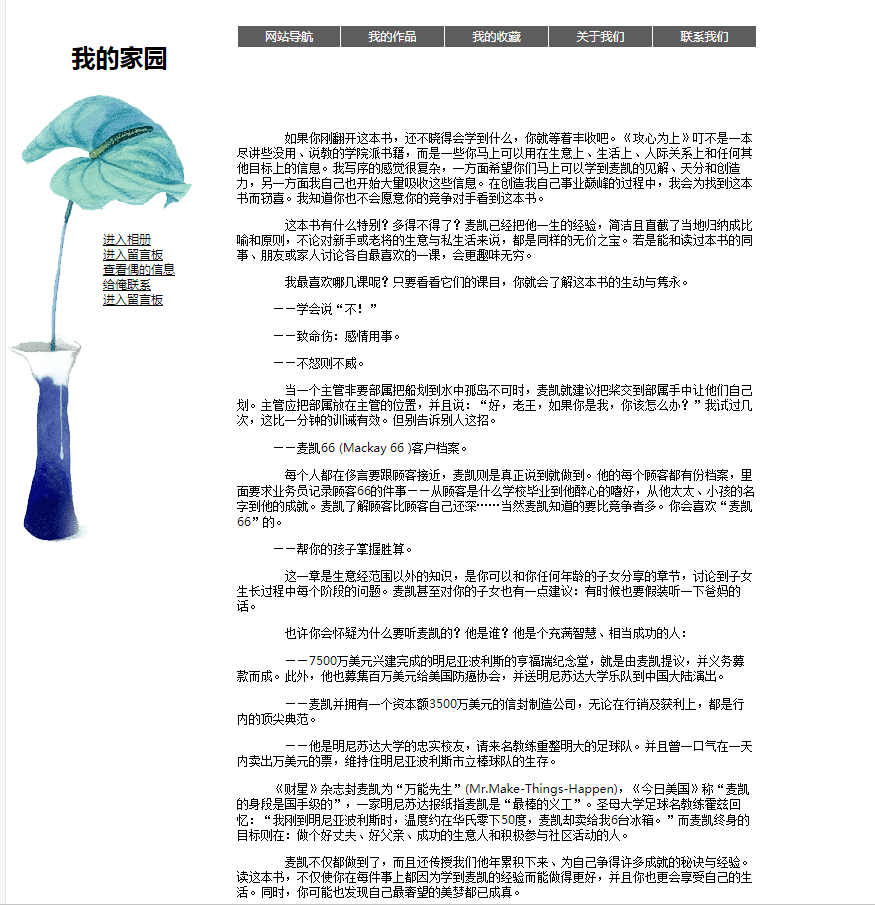 网站导航 我的作品 我的收藏 关于我们 联系我们
我的家园
进入相册
进入留言板
查看偶的信息
给俺联系
进入留言板
如果你刚翻开这本书，还不晓得会学到什么，你就等着丰收吧。《攻心为上》叮不是一本
尽讲些没用、说教的学院派书籍，而是一些你马上可以用在生意上、生活上、人际关系上和任何其
他目标上的信息。我写序的感觉很复杂，一方面希望你们马上可以学到麦凯的见解、天分和创造
力，另一方面我自己也开始大量吸收这些信息。在创造我自己事业巅峰的过程中，我会为找到这本
书而窃喜。我知道你也不会愿意你的竞争对手看到这本书。
这本书有什么特别？多得不得了？麦凯已经把他一生的经验，简洁且直截了当地归纳成比
喻和原则，不论对新手或老将的生意与私生活来说，都是同样的无价之宝。若是能和读过本书的同
事、朋友或家人讨论各自最喜欢的一课，会更趣味无穷。
我最喜欢哪几课呢？只要看看它们的课目，你就会了解这本书的生动与隽永。
－－学会说“不！”
－－致命伤：感情用事。
－－不怒则不威。
当一个主管非要部属把船划到水中孤岛不可时，麦凯就建议把桨交到部属手中让他们自己
划。主管应把部属放在主管的位置，并且说：“好，老王，如果你是我，你该怎么办？”我试过几
次，这比一分钟的训诫有效。但别告诉别人这招。
－－麦凯66 (Mackay 66 )客户档案。
每个人都在侈言要跟顾客接近，麦凯则是真正说到就做到。他的每个顾客都有份档案，里
面要求业务员记录顾客66的件事－－从顾客是什么学校毕业到他醉心的嗜好，从他太太、小孩的名
字到他的成就。麦凯了解顾客比顾客自己还深……当然麦凯知道的要比竞争者多。你会喜欢“麦凯
66”的。
－－帮你的孩子掌握胜算。
这一章是生意经范围以外的知识，是你可以和你任何年龄的子女分享的章节，讨论到子女
生长过程中每个阶段的问题。麦凯甚至对你的子女也有一点建议：有时候也要假装听一下爸妈的
话。
也许你会怀疑为什么要听麦凯的？他是谁？他是个充满智慧、相当成功的人：
－－7500万美元兴建完成的明尼亚波利斯的亨福瑞纪念堂，就是由麦凯提议，并义务募
款而成。此外，他也募集百万美元给美国防癌协会，并送明尼苏达大学乐队到中国大陆演出。
－－麦凯并拥有一个资本额3500万美元的信封制造公司，无论在行销及获利上，都是行
内的顶尖典范。
－－他是明尼苏达大学的忠实校友，请来名教练重整明大的足球队。并且曾一口气在一天
内卖出万美元的票，维持住明尼亚波利斯市立棒球队的生存。
《财星》杂志封麦凯为“万能先生”(Mr.Make-Things-Happen)，《今日美国》称“麦凯
的身段是国手级的”，一家明尼苏达报纸指麦凯是“最棒的义工”。圣母大学足球名教练霍兹回
忆：“我刚到明尼亚波利斯时，温度约在华氏零下50度，麦凯却卖给我6台冰箱。”而麦凯终身的
目标则在：做个好丈夫、好父亲、成功的生意人和积极参与社区活动的人。
麦凯不仅都做到了，而且还传授我们他年累积下来、为自己争得许多成就的秘诀与经验。
读这本书，不仅使你在每件事上都因为学到麦凯的经验而能做得更好，并且你也更会享受自己的生
活。同时，你可能也发现自己最奢望的美梦都已成真。